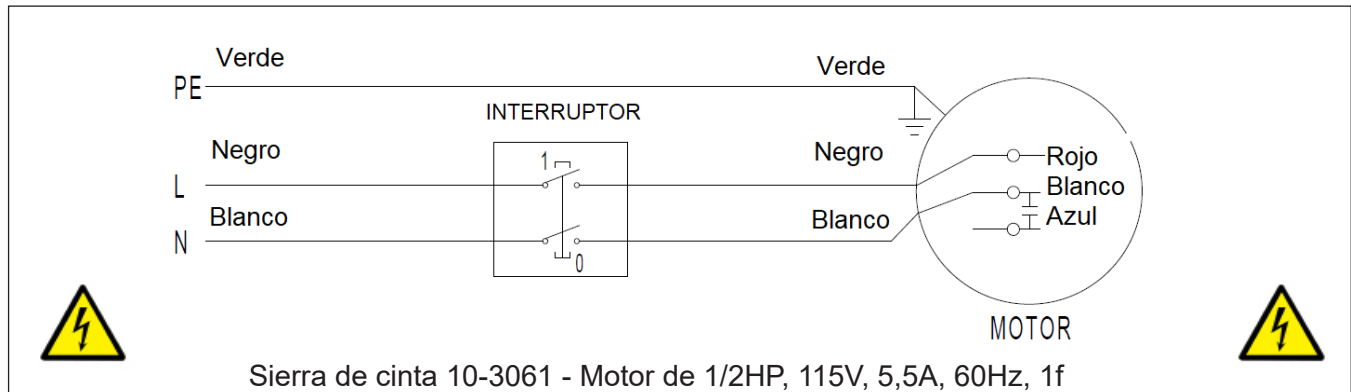 Verde
Verde
PE
INTERRUPTOR
Negro
1
Negro
Rojo
L
Blanco
Blanco
Blanco
Azul
N
0
MOTOR
Sierra de cinta 10-3061 - Motor de 1/2HP, 115V, 5,5A, 60Hz, 1f